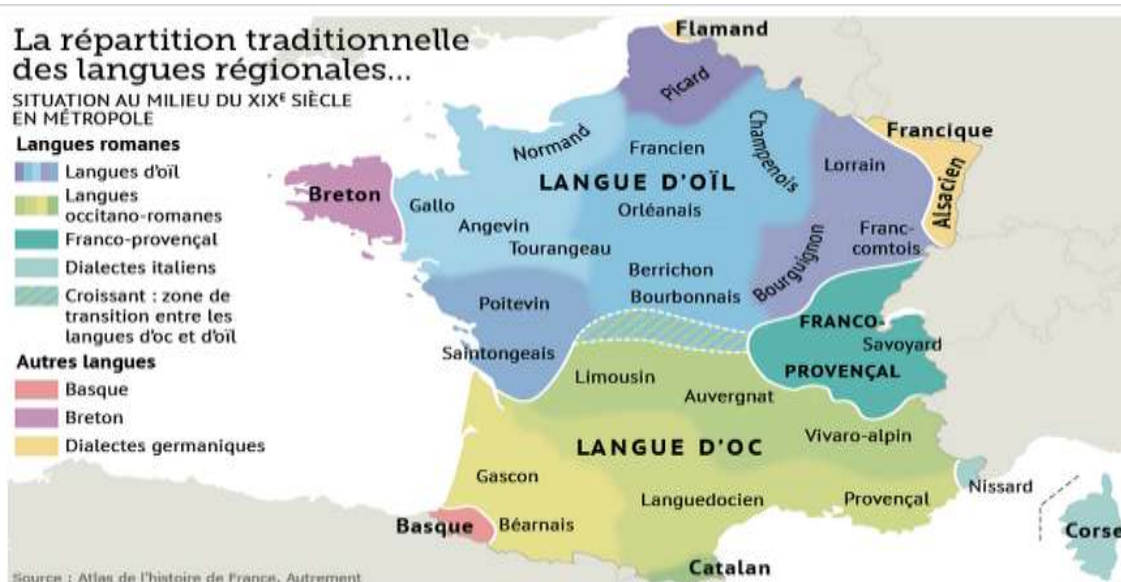 La répartition traditionnelle
des langues régionales...
SITUATION AU MILIEU DU XIXᴱ SIÈCLE
EN MÉTROPOLE
Langues romanes
Langues d'oïl
Langues
occitano-romanes
Franco-provençal
Dialectes italiens
Croissant : zone de
transition entre les
langues d'oc et d'oïl
Autres langues
Basque
Breton
Dialectes germaniques
Flamand
Picard
Normand
Francien
Champenois
Francique
Lorrain
Alsacien
LANGUE D'OÏL
Breton
Gallo
Orléanais
Angevin
Tourangeau
Franc-
comtois
Bourguignon
Berrichon
Bourbonnais
Poitevin
Saintongeais
FRANCO-
Savoyard
PROVENÇAL
Limousin
Auvergnat
LANGUE D'OC
Vivaro-alpin
Gascon
Languedocien
Provençal
Nissard
Basque
Béarnais
Corse
Catalan
Source : Atlas de l'histoire de France, Autrement